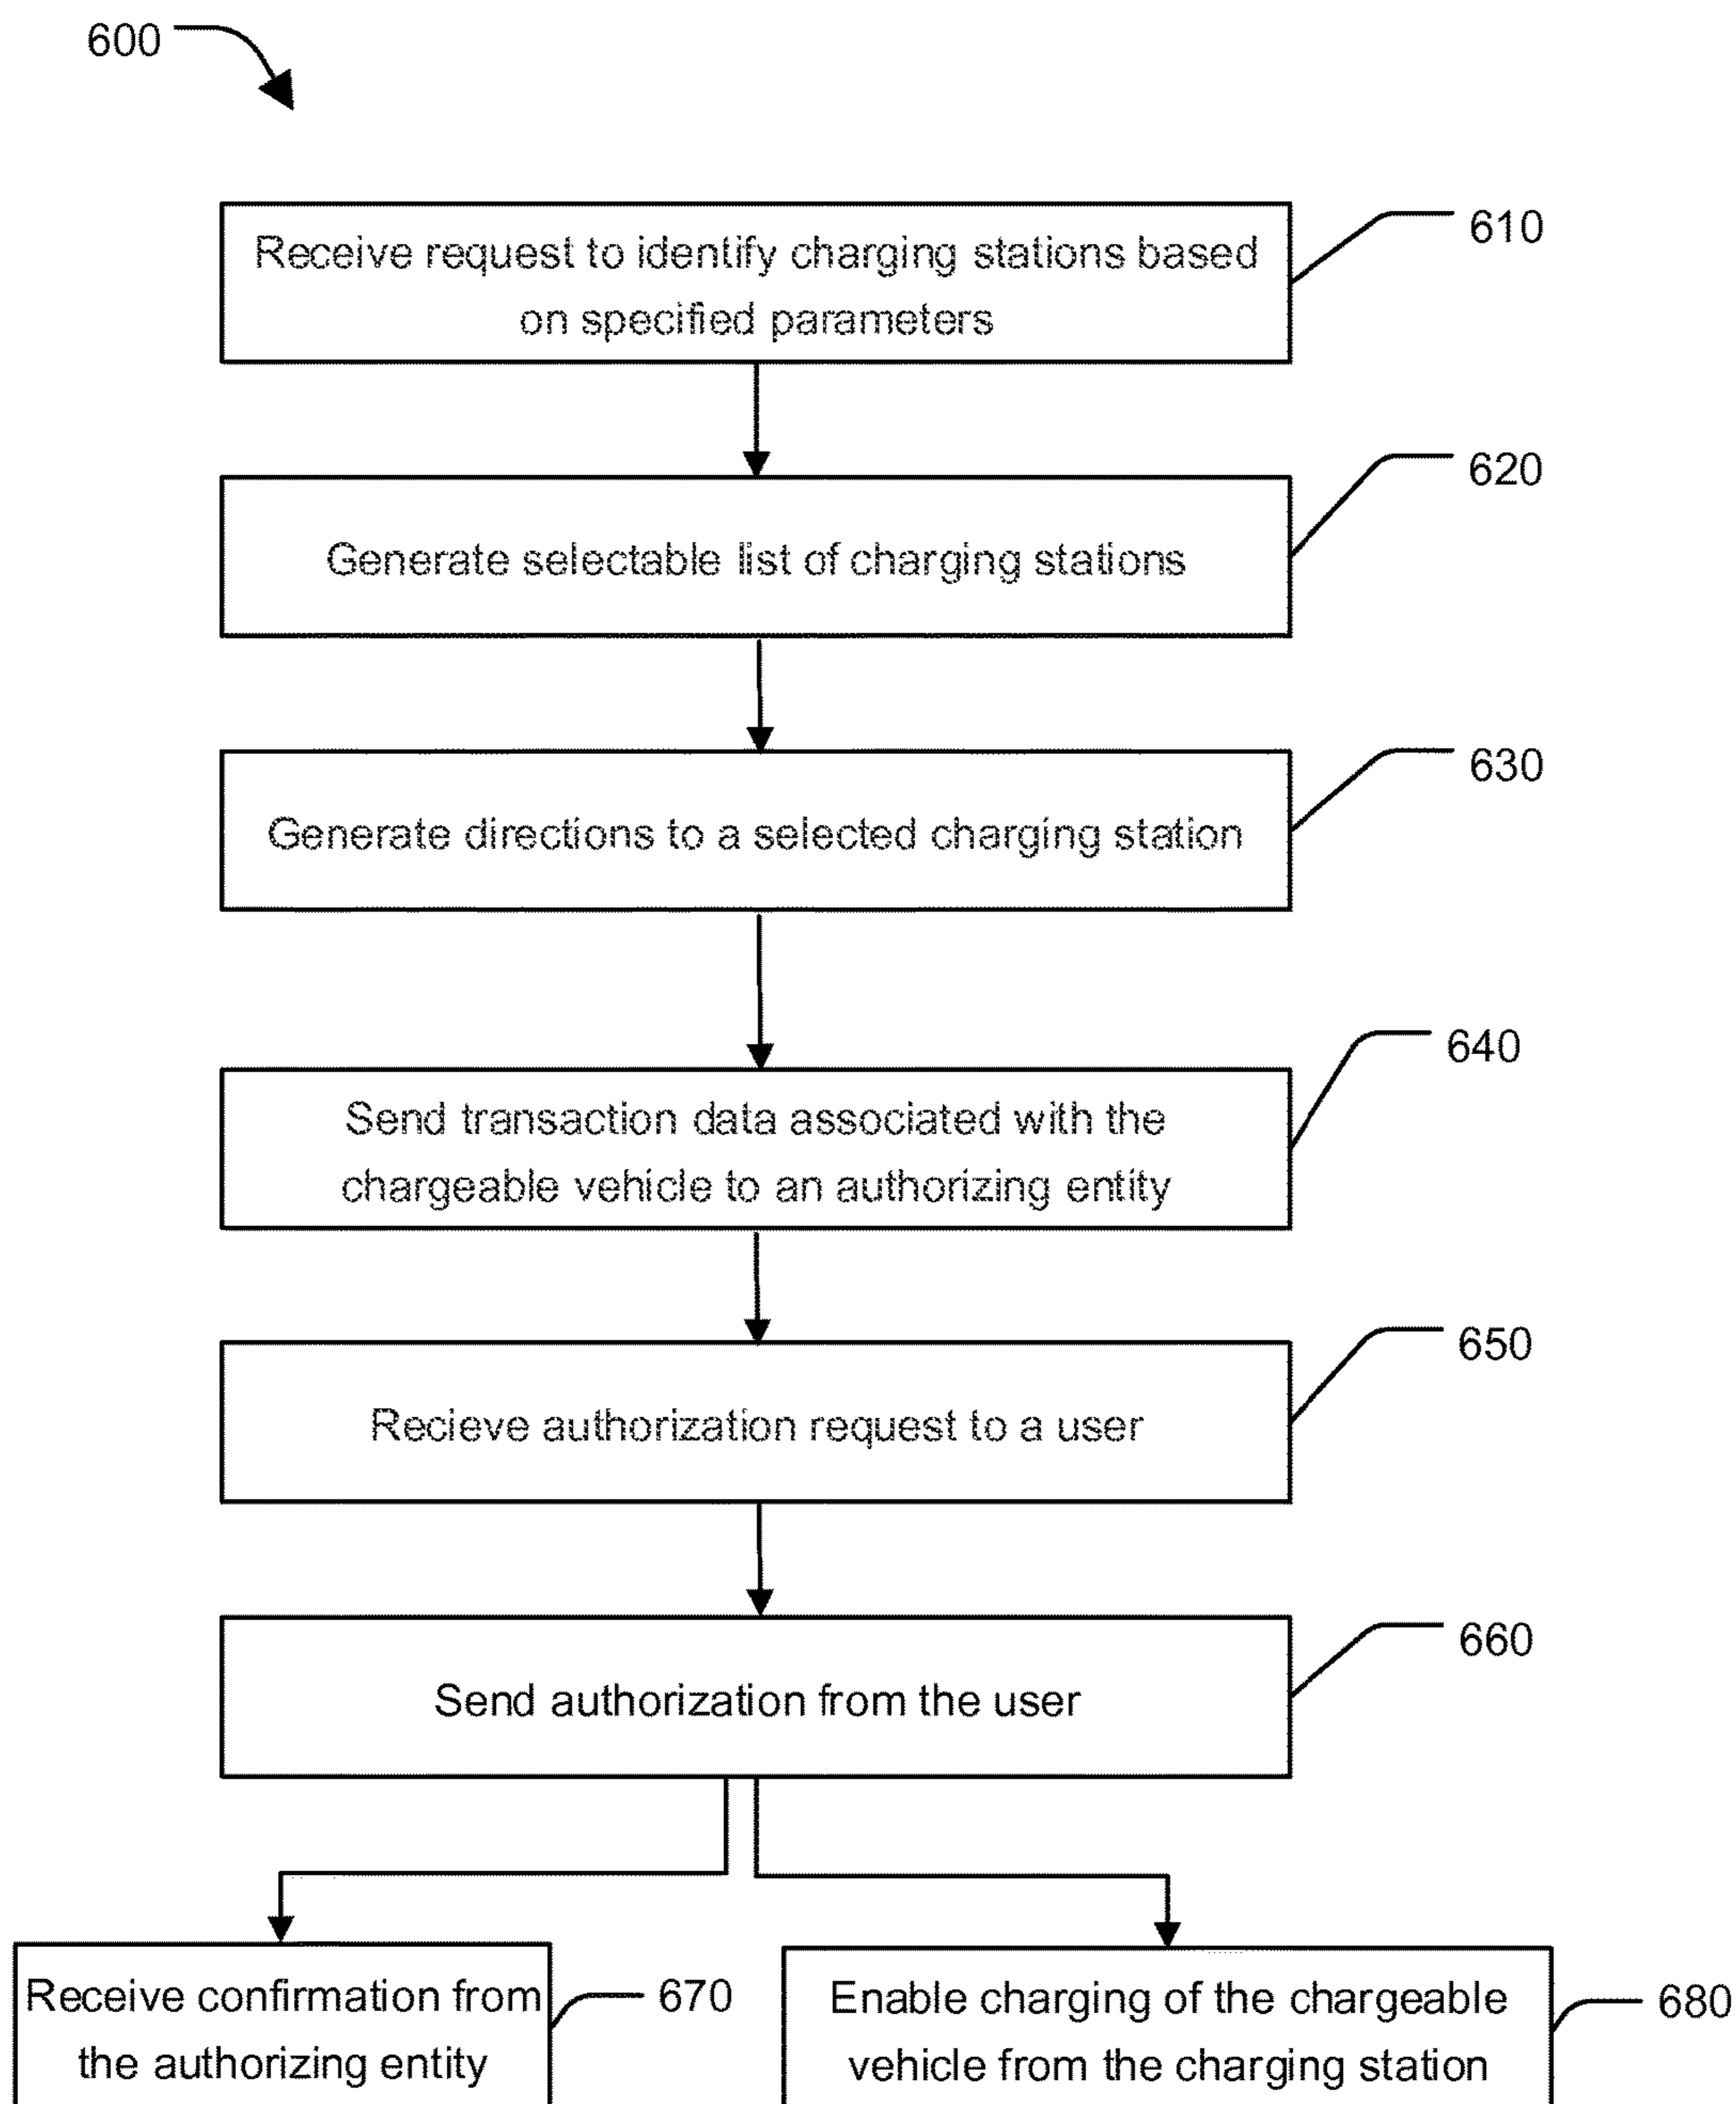 600
Receive request to identify charging stations based
on specified parameters
610
Generate selectable list of charging stations
620
Generate directions to a selected charging station
630
Send transaction data associated with the
chargeable vehicle to an authorizing entity
640
Recieve authorization request to a user
650
Send authorization from the user
660
Receive confirmation from
the authorizing entity
670
Enable charging of the chargeable
vehicle from the charging station
680